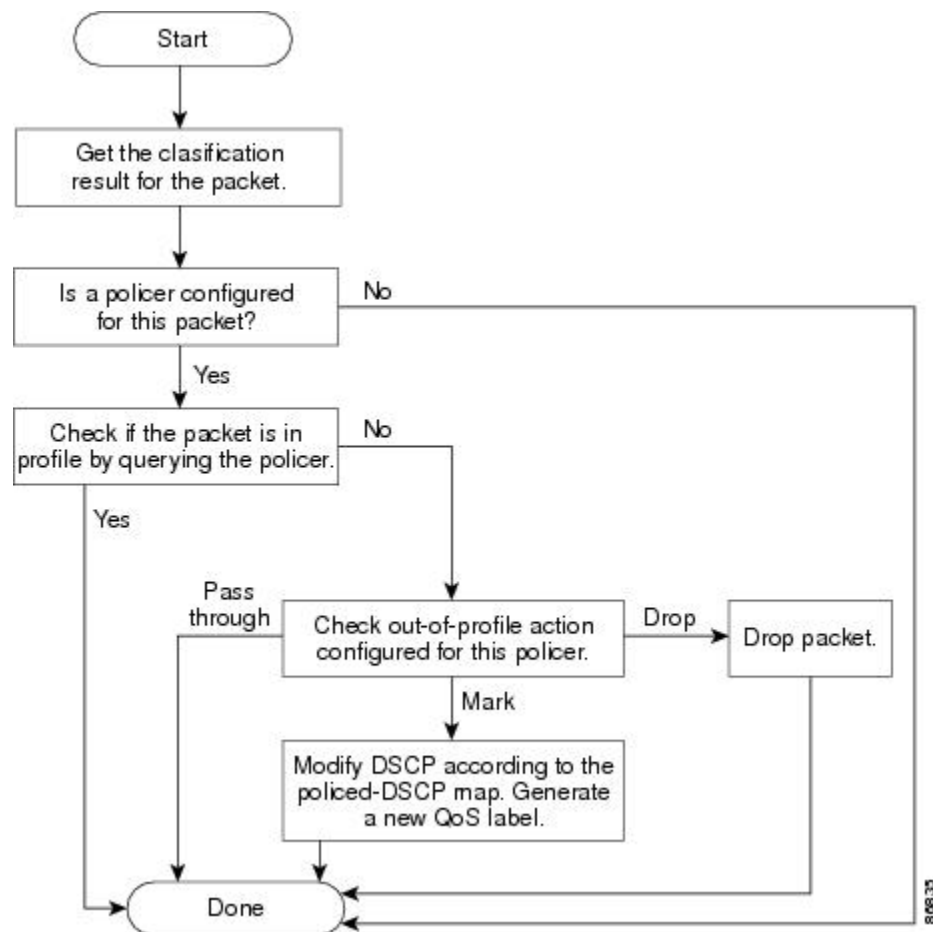 Start
Get the clasification
result for the packet.
Is a policer configured
for this packet?
No
Yes
Check if the packet is in
profile by querying the policer.
No
Yes
Pass
through
Check out-of-profile action
configured for this policer.
Drop
Drop packet.
Mark
Modify DSCP according to the
policed-DSCP map. Generate
a new QoS label.
Done
86835